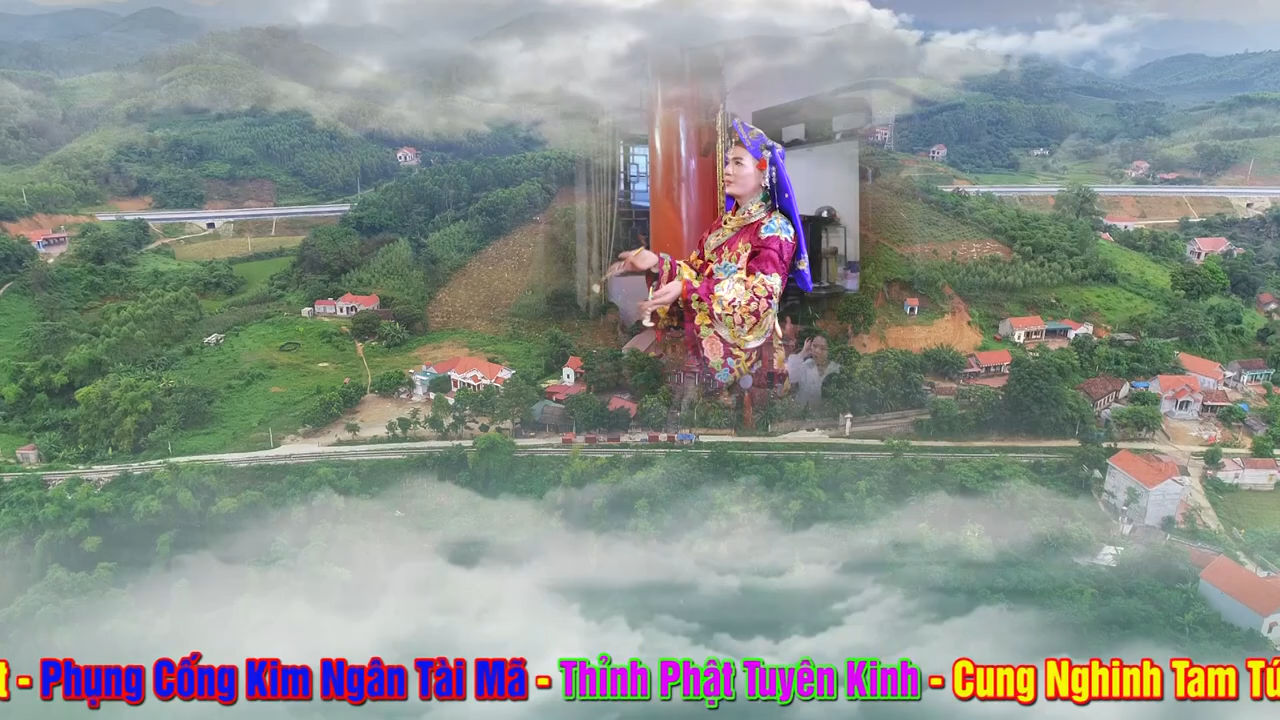 - Phụng Cống Kim Ngân Tài Mã - Thỉnh Phật Tuyên Kinh - Cung Nghinh Tam